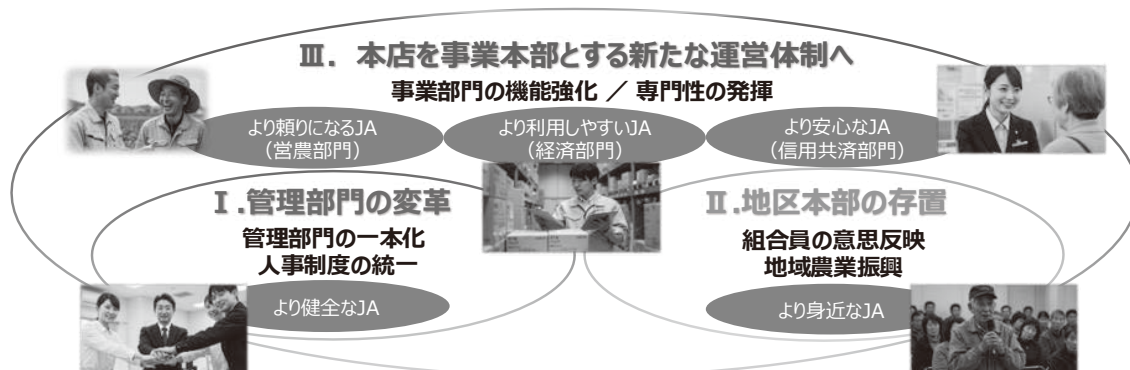 Ⅲ．本店を事業本部とする新たな運営体制へ
事業部門の機能強化 ／ 専門性の発揮
より頼りになるJA
（営農部門）
より利用しやすいJA
（経済部門）
より安心なJA
（信用共済部門）
Ⅰ.管理部門の変革
管理部門の一本化
人事制度の統一
より健全なJA
Ⅱ.地区本部の存置
組合員の意思反映
地域農業振興
より身近なJA